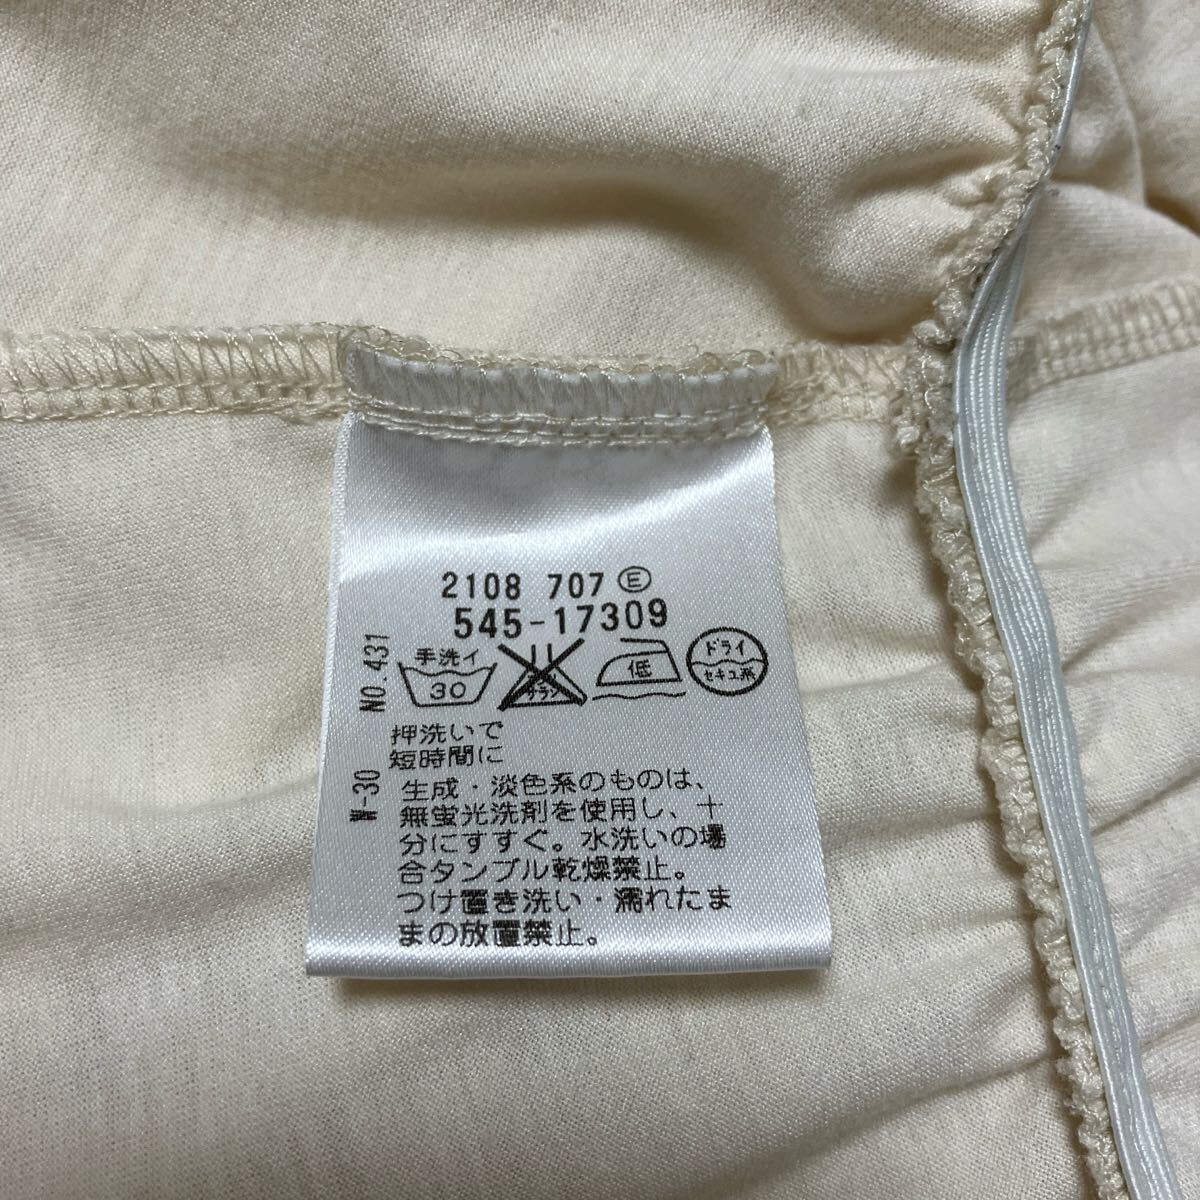 2108 707 Ⓔ
545-17309
NO.431
手洗イ
30
サラシ
低
ドライ
セキユ系
押洗いで
短時間に
W-30
生成・淡色系のものは、
無蛍光洗剤を使用し、十
分にすすぐ。水洗いの場
合タンブル乾燥禁止。
つけ置き洗い・濡れたま
まの放置禁止。